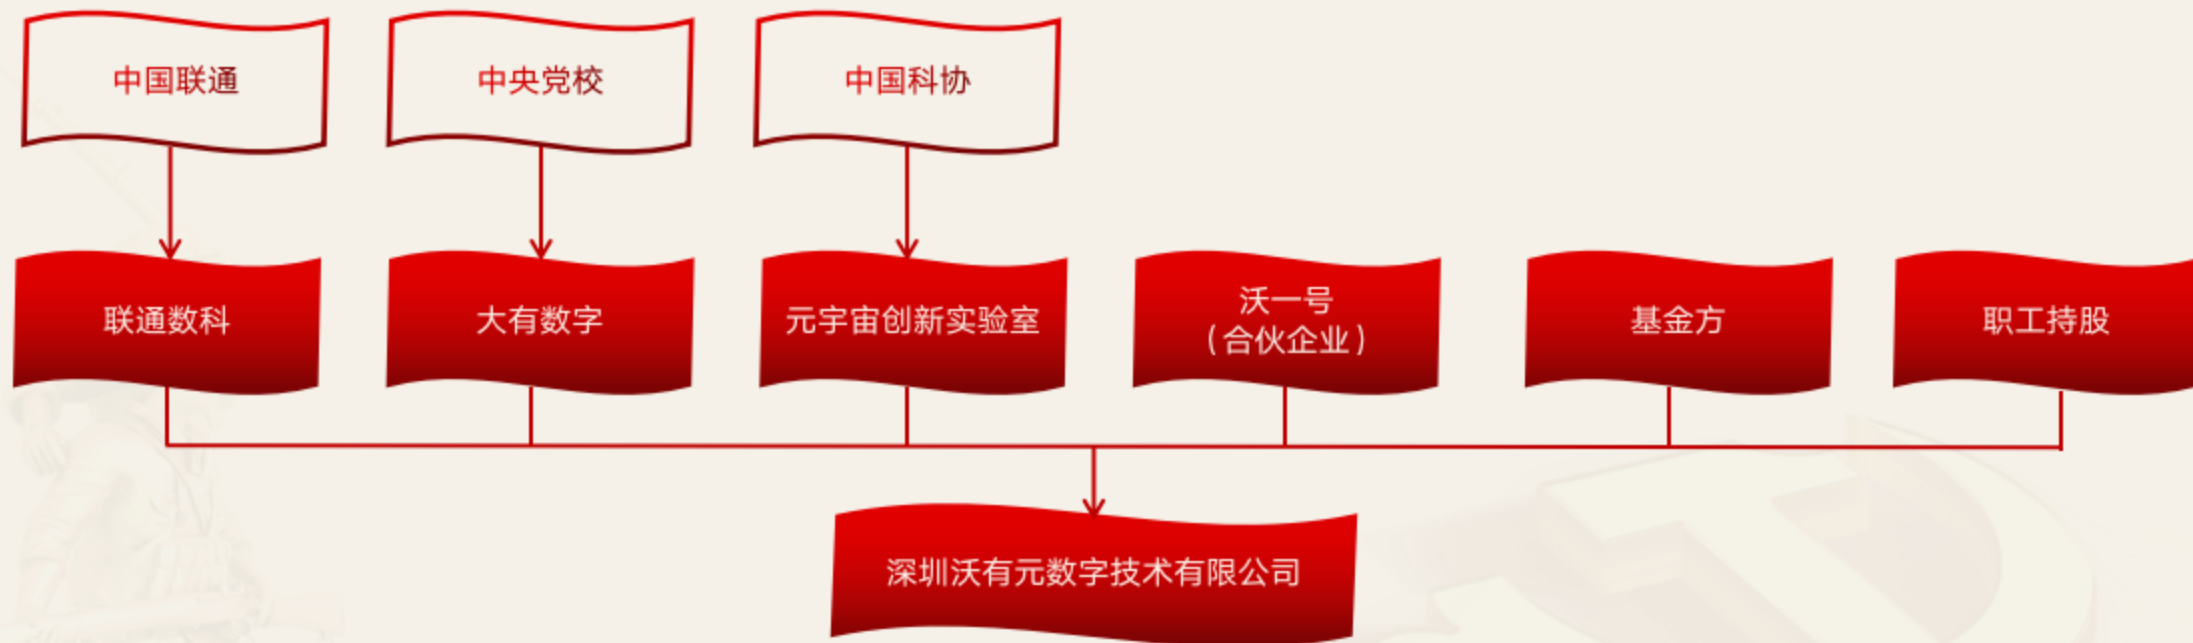 中国联通
中央党校
中国科协
联通数科
大有数字
元宇宙创新实验室
沃一号
（合伙企业）
基金方
职工持股
深圳沃有元数字技术有限公司